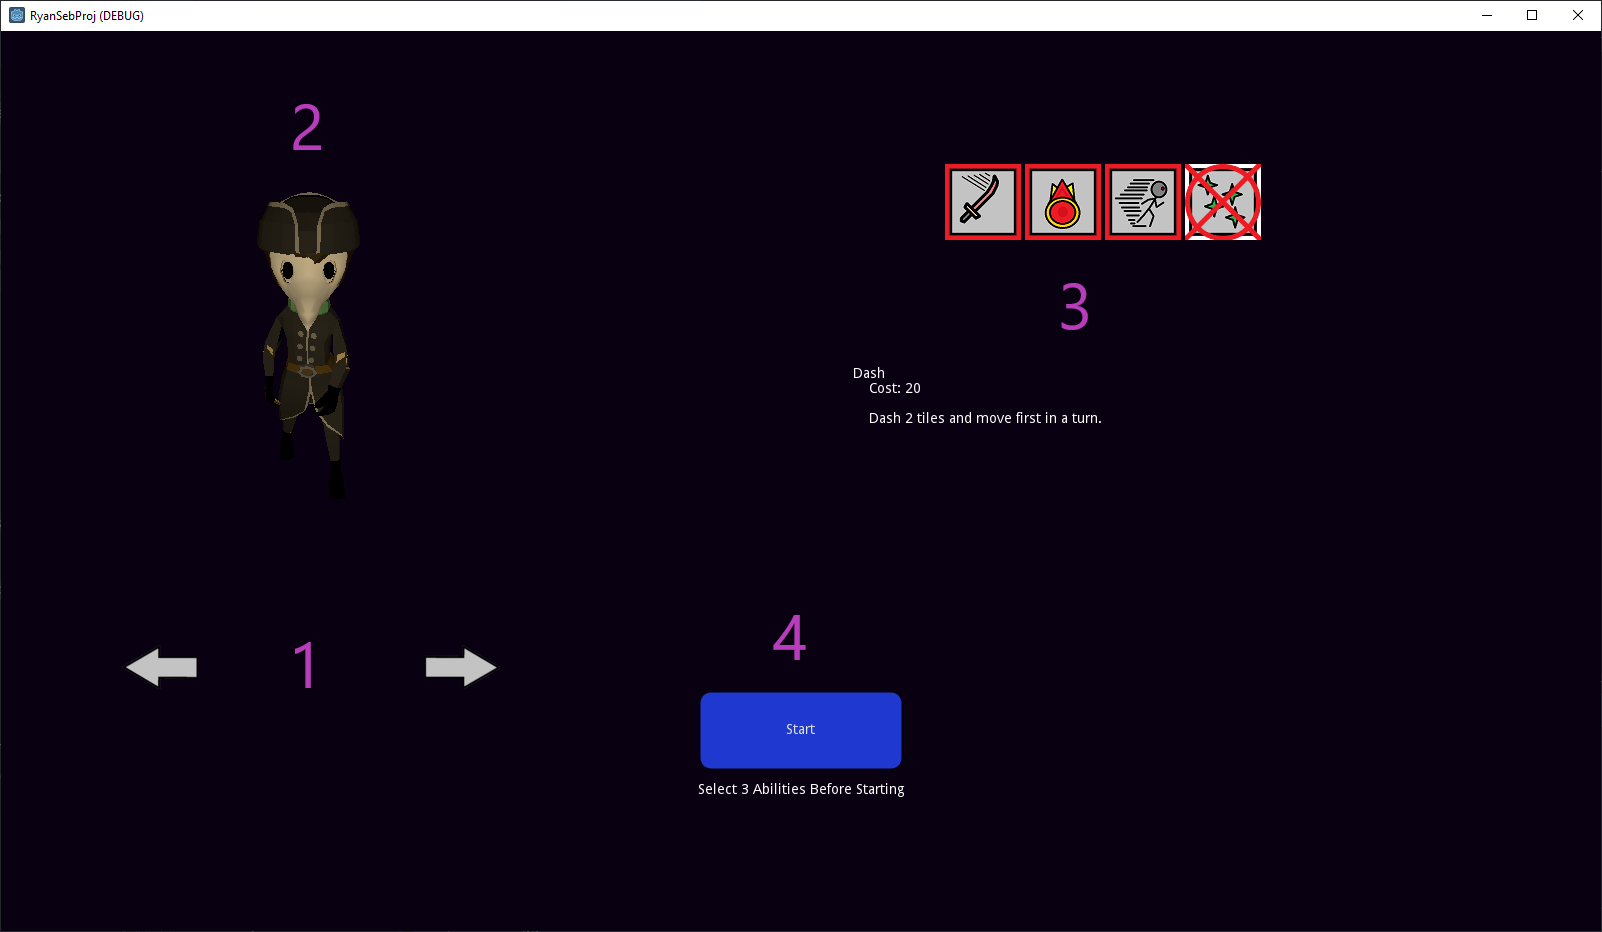 RyanSebProj (DEBUG)
2
3
Dash
Cost: 20
Dash 2 tiles and move first in a turn.
1
4
Start
Select 3 Abilities Before Starting